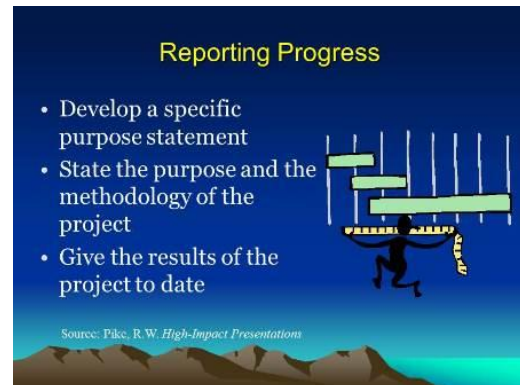 Reporting Progress
• Develop a specific
purpose statement
• State the purpose and the
methodology of the
project
• Give the results of the
project to date
Source: Pike, R.W. High-Impact Presentations